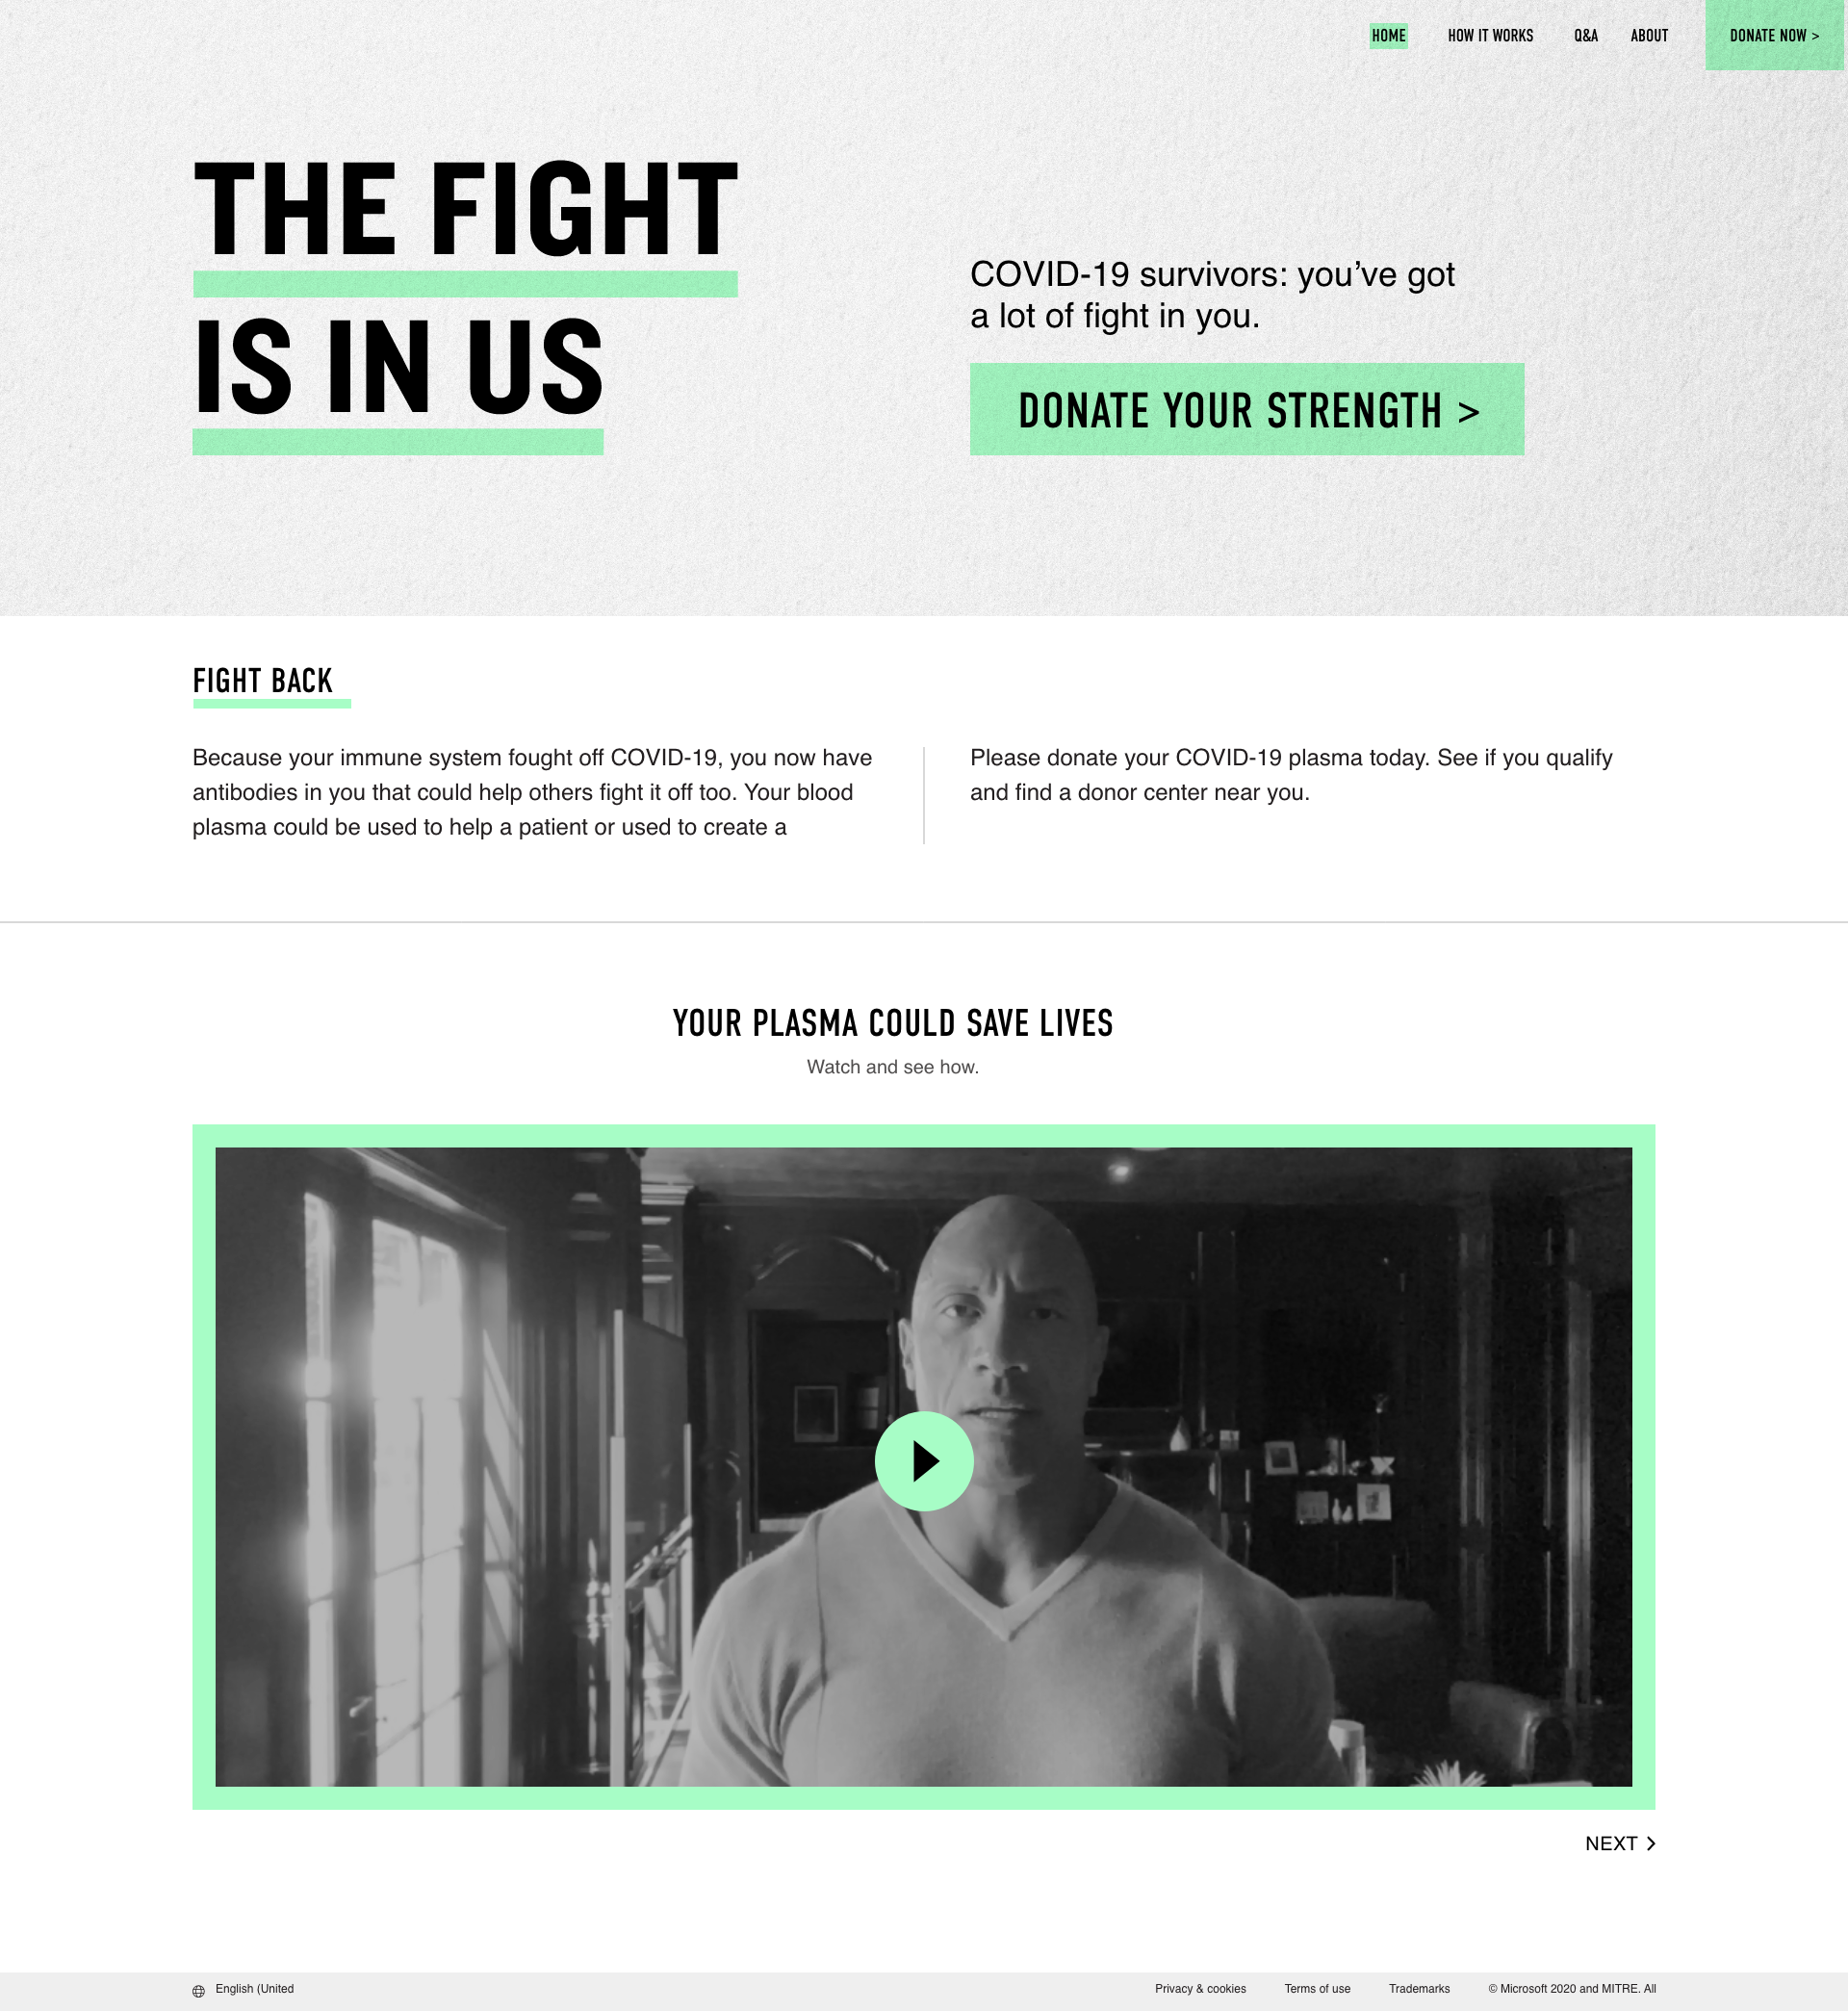 HOME HOW IT WORKS Q&A ABOUT DONATE NOW >
THE FIGHT
IS IN US
COVID-19 survivors: you’ve got
a lot of fight in you.
DONATE YOUR STRENGTH >
FIGHT BACK
Because your immune system fought off COVID-19, you now have
antibodies in you that could help others fight it off too. Your blood
plasma could be used to help a patient or used to create a
Please donate your COVID-19 plasma today. See if you qualify
and find a donor center near you.
YOUR PLASMA COULD SAVE LIVES
Watch and see how.
NEXT >
English (United
Privacy & cookies Terms of use Trademarks © Microsoft 2020 and MITRE. All